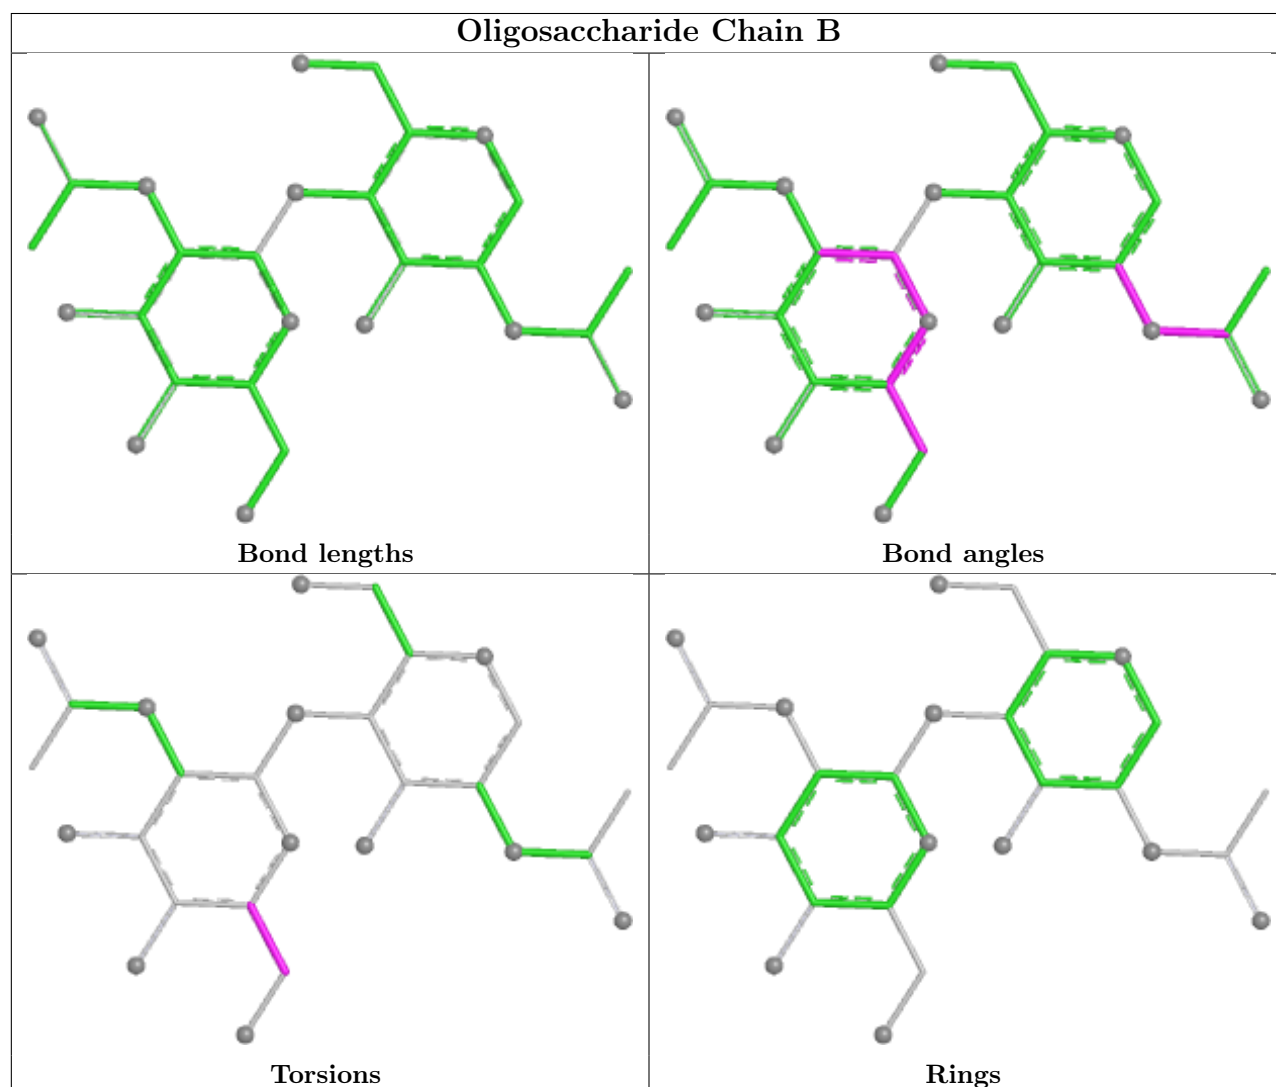 Oligosaccharide Chain B
Bond lengths
Bond angles
Torsions
Rings